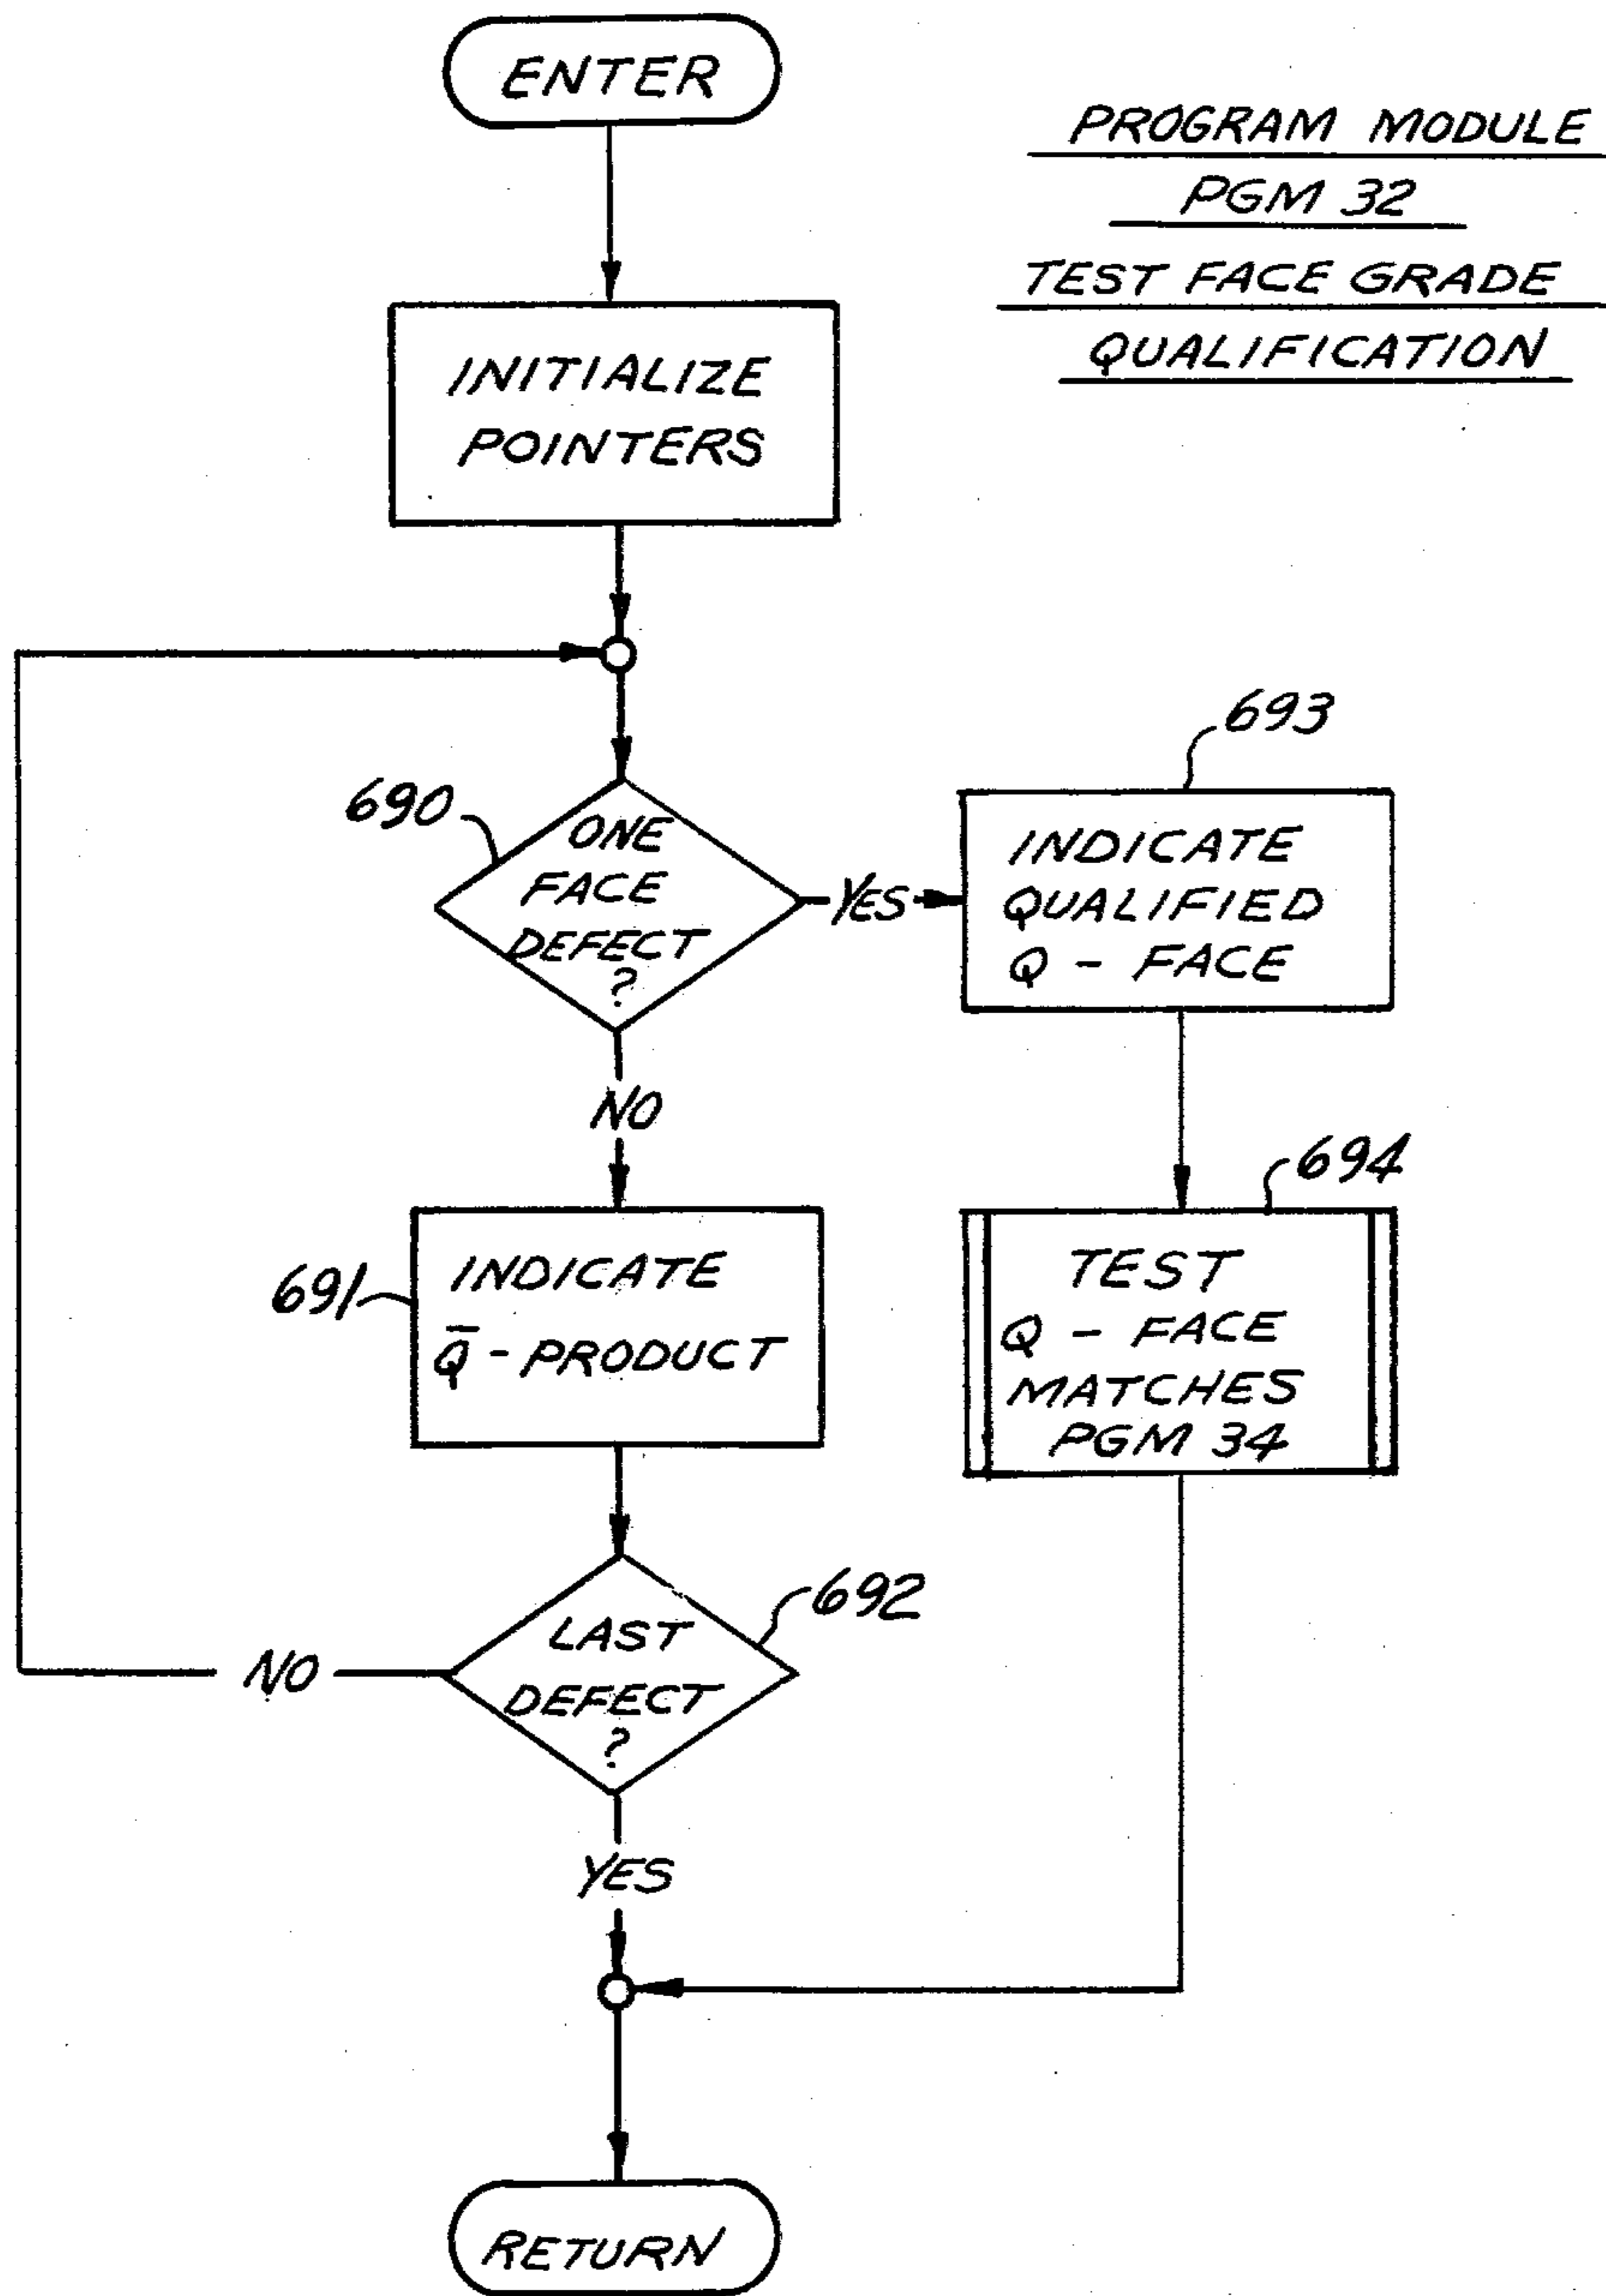 ENTER
PROGRAM MODULE
PGM 32
TEST FACE GRADE
QUALIFICATION
INITIALIZE
POINTERS
690
ONE
FACE
DEFECT
?
YES
693
INDICATE
QUALIFIED
Q - FACE
NO
694
TEST
Q - FACE
MATCHES
PGM 34
691
INDICATE
Q̅ - PRODUCT
692
LAST
DEFECT
?
NO
YES
RETURN